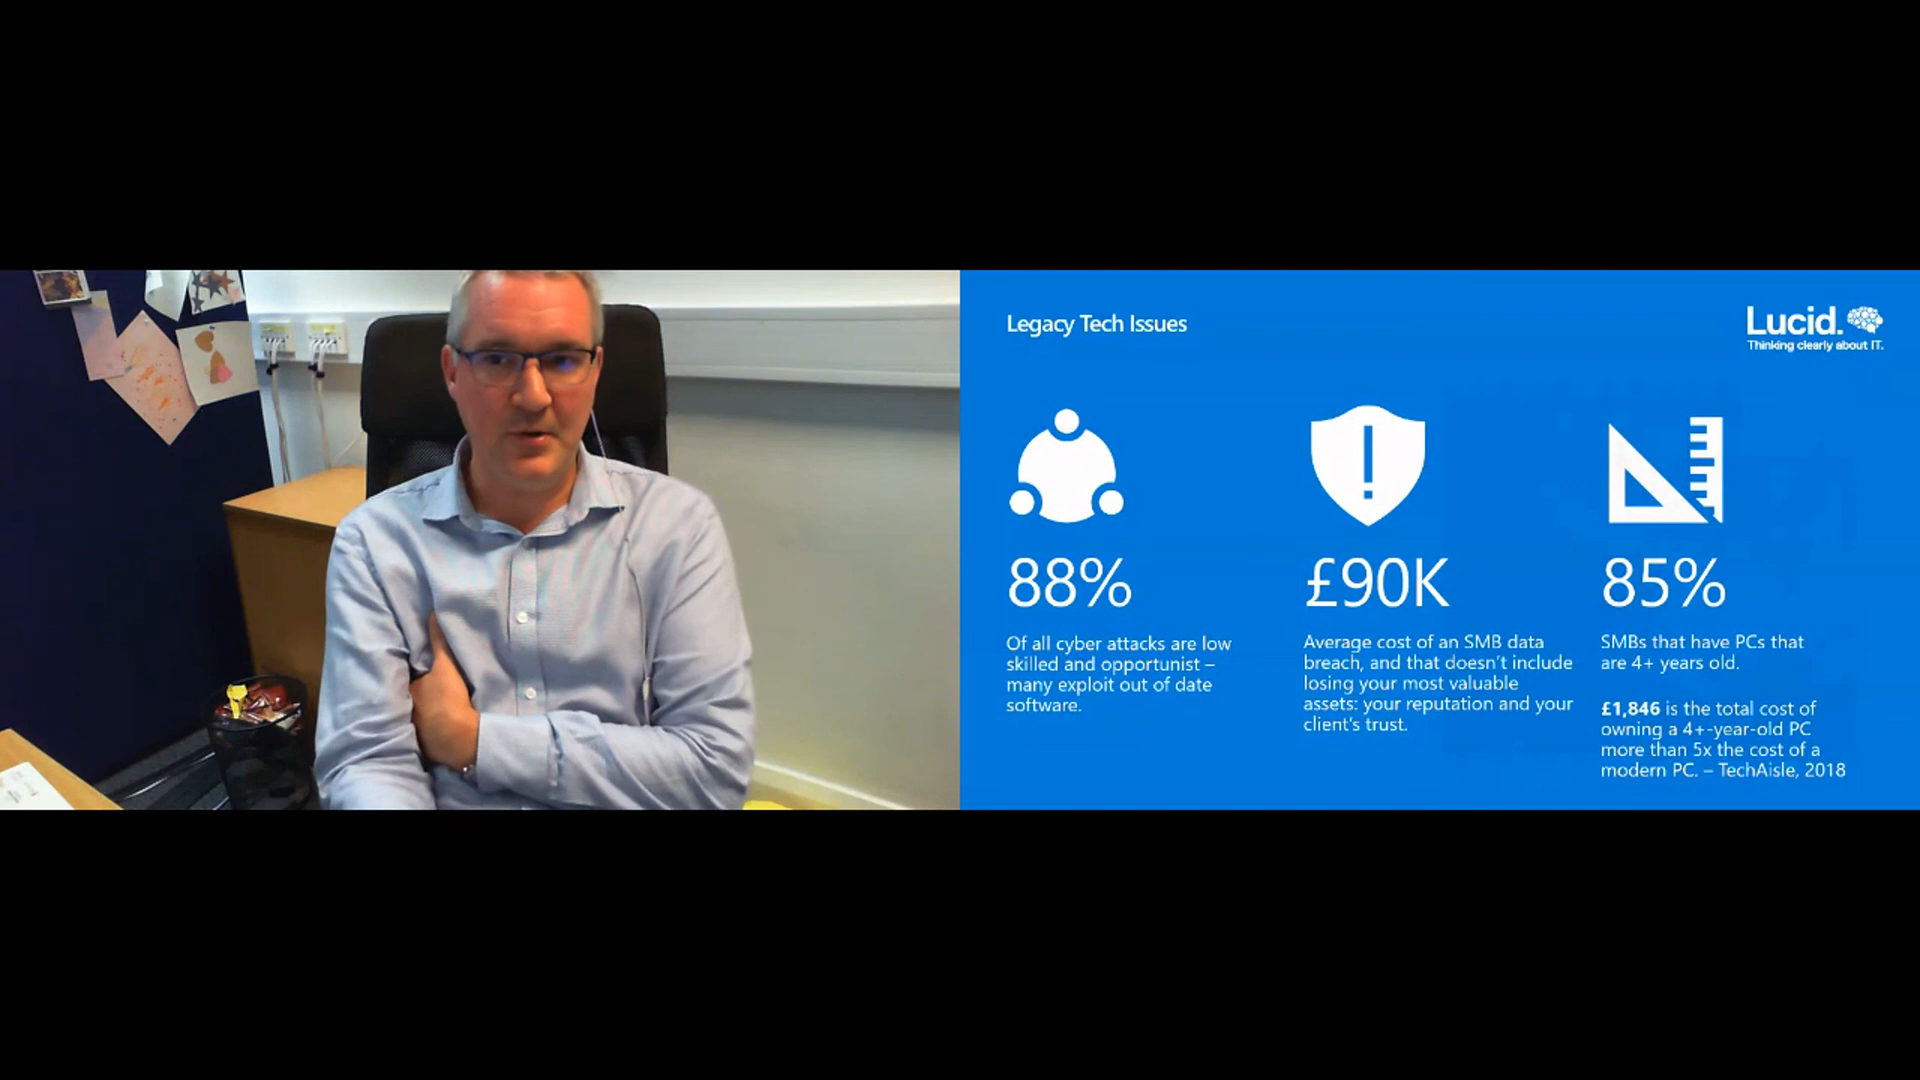 Legacy Tech Issues
Lucid.
Thinking clearly about IT.
88%
Of all cyber attacks are low
skilled and opportunist –
many exploit out of date
software.
£90K
Average cost of an SMB data
breach, and that doesn't include
losing your most valuable
assets: your reputation and your
client's trust.
85%
SMBs that have PCs that
are 4+ years old.
£1,846 is the total cost of
owning a 4+-year-old PC
more than 5x the cost of a
modern PC. – TechAisle, 2018